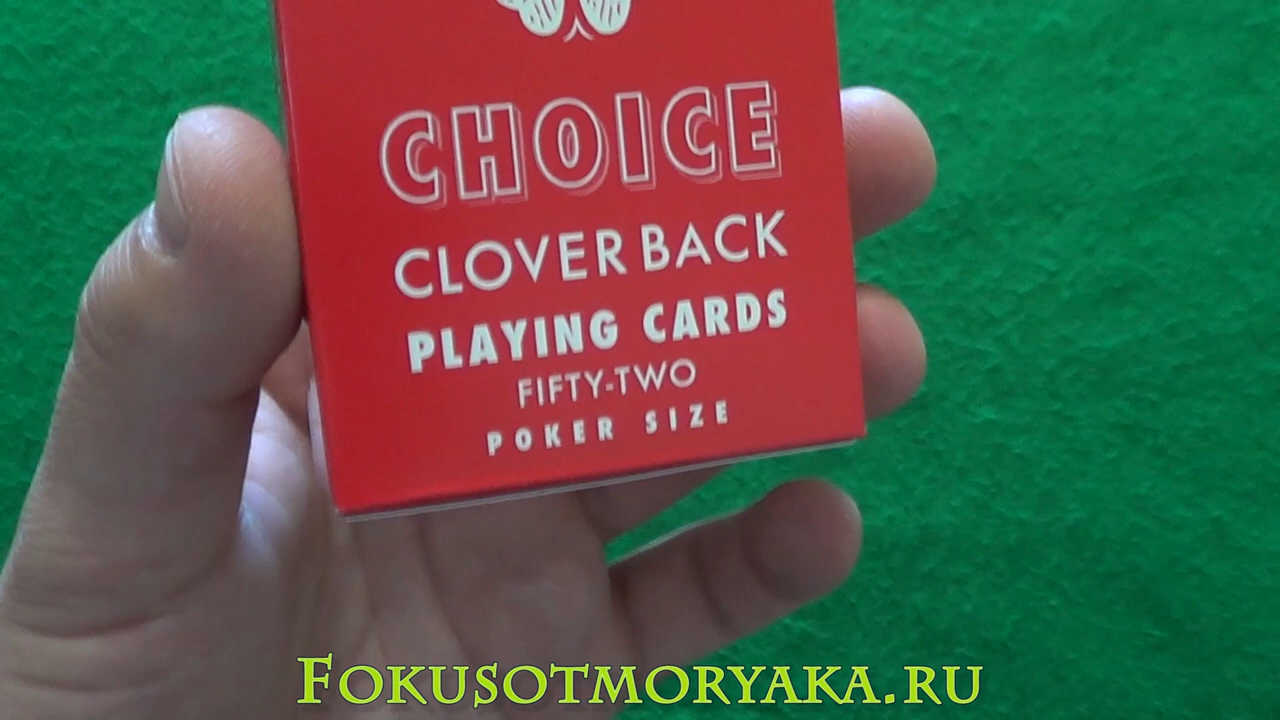 CHOICE
CLOVER BACK
PLAYING CARDS
FIFTY-TWO
POKER SIZE
FOKUSOTMORYAKA.RU